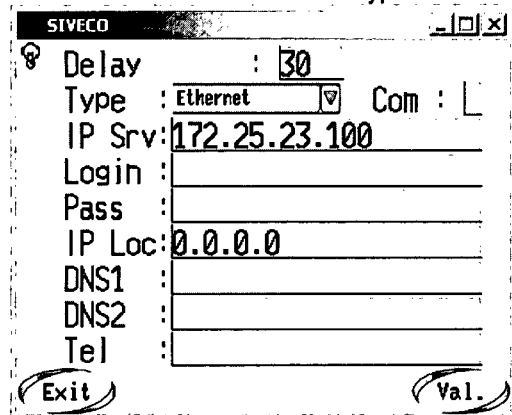 SIVECO
Delay : 30
Type : Ethernet Com :
IP Srv: 172.25.23.100
Login :
Pass :
IP Loc: 0.0.0.0
DNS1 :
DNS2 :
Tel :
Exit Val.